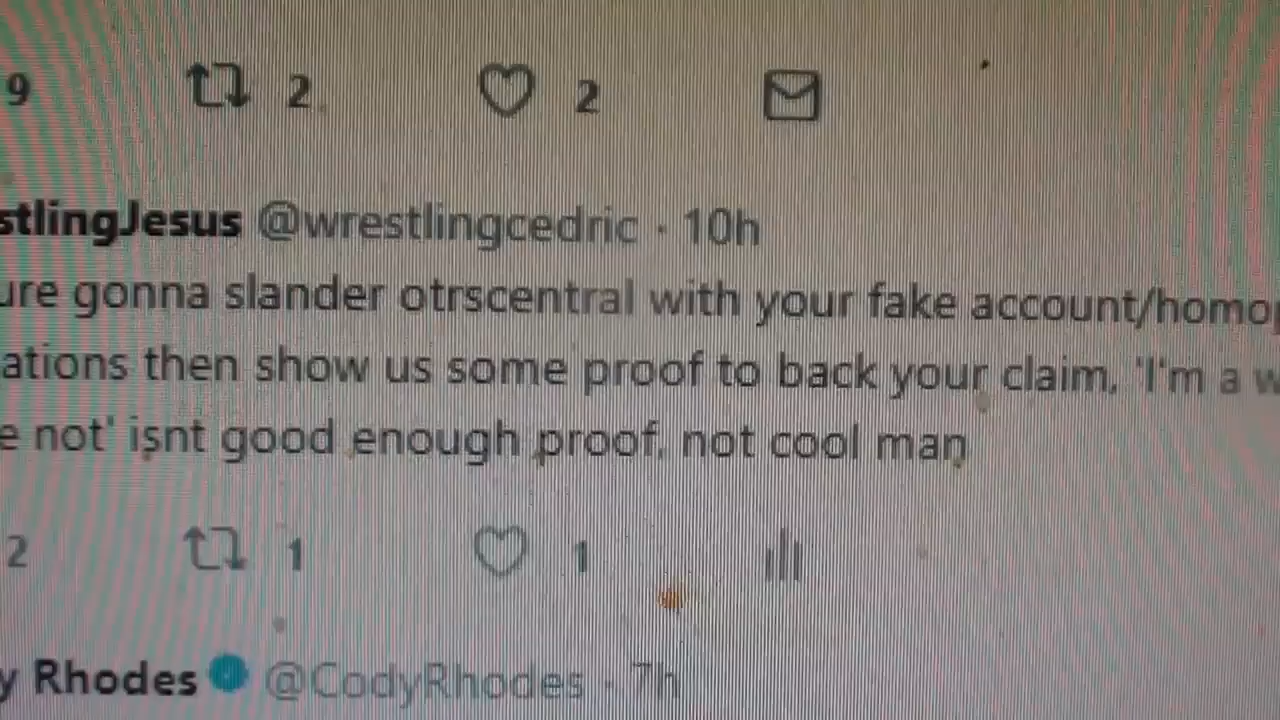 9 2 2
stlingJesus @wrestlingcedric · 10h
ure gonna slander otrscentral with your fake account/homo
ations then show us some proof to back your claim, 'I'm a w
e not' isnt good enough proof, not cool man
2 1 1
y Rhodes @CodyRhodes · 7h